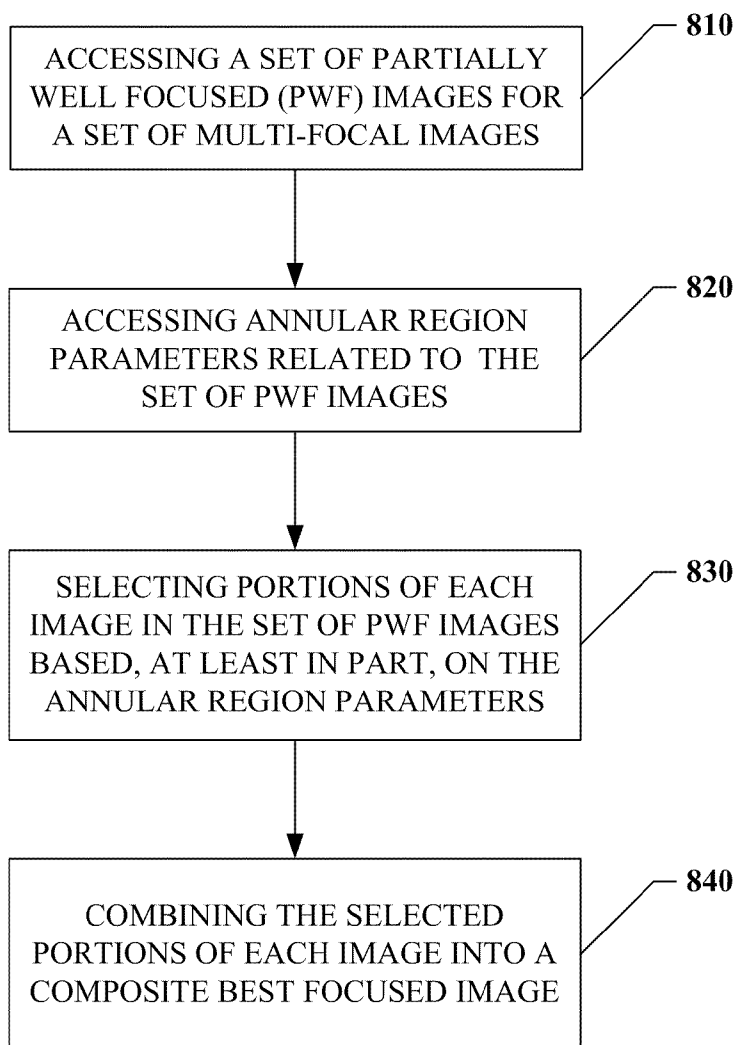 810
ACCESSING A SET OF PARTIALLY
WELL FOCUSED (PWF) IMAGES FOR
A SET OF MULTI-FOCAL IMAGES
820
ACCESSING ANNULAR REGION
PARAMETERS RELATED TO THE
SET OF PWF IMAGES
830
SELECTING PORTIONS OF EACH
IMAGE IN THE SET OF PWF IMAGES
BASED, AT LEAST IN PART, ON THE
ANNULAR REGION PARAMETERS
840
COMBINING THE SELECTED
PORTIONS OF EACH IMAGE INTO A
COMPOSITE BEST FOCUSED IMAGE